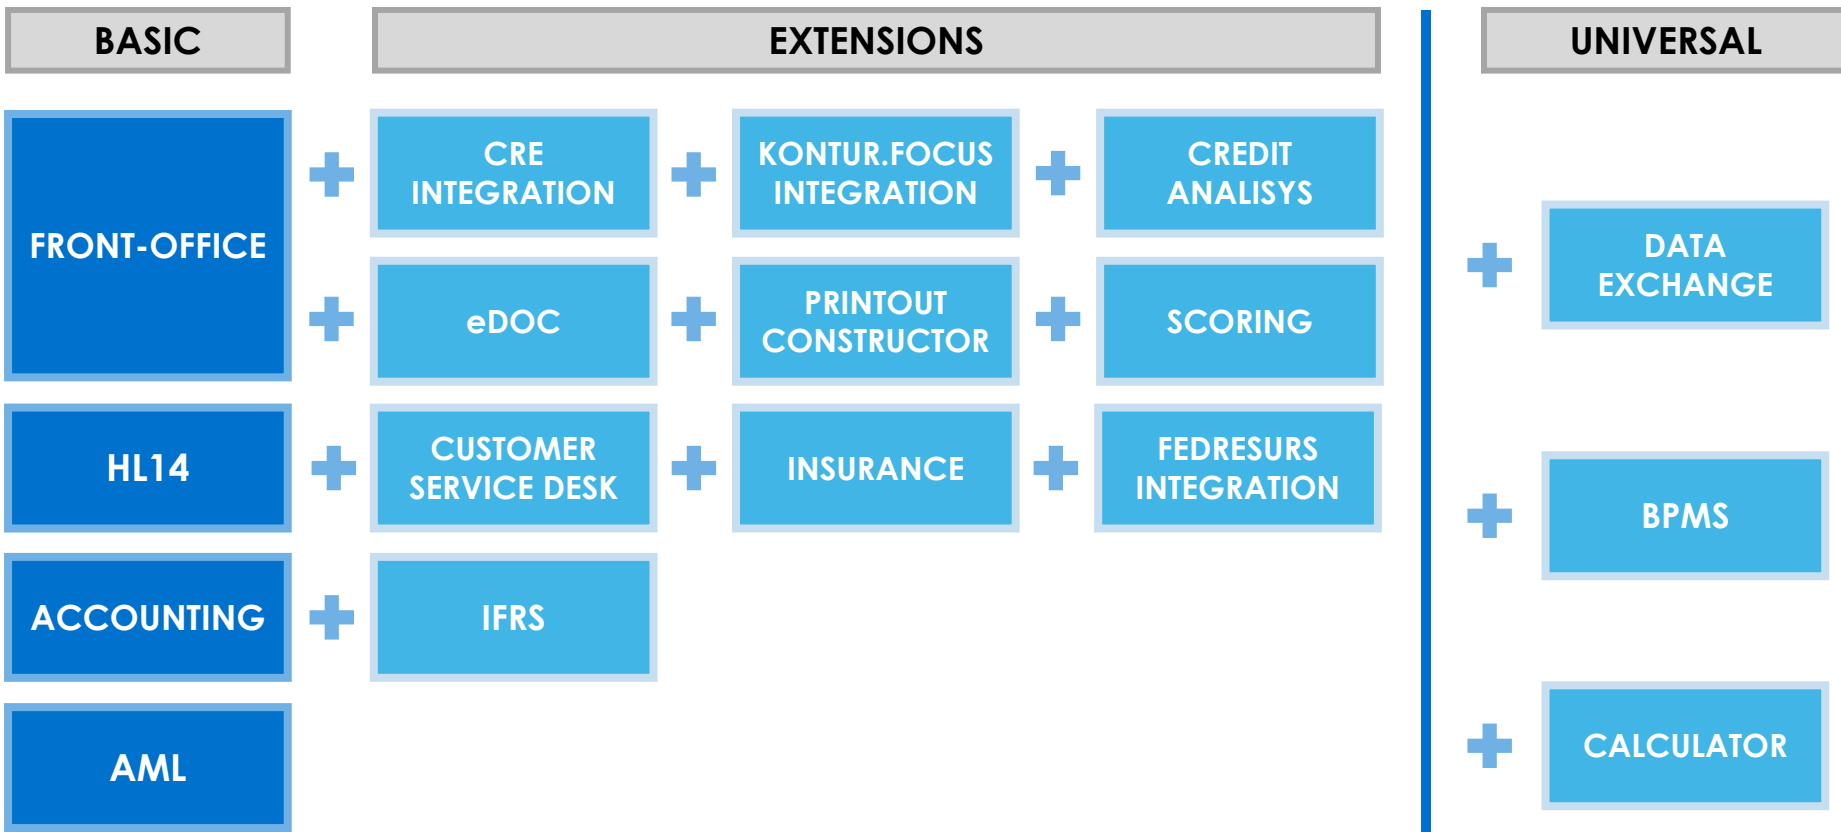 BASIC
EXTENSIONS
UNIVERSAL
FRONT-OFFICE
CRE
INTEGRATION
KONTUR.FOCUS
INTEGRATION
CREDIT
ANALISYS
eDOC
PRINTOUT
CONSTRUCTOR
SCORING
HL14
CUSTOMER
SERVICE DESK
INSURANCE
FEDRESURS
INTEGRATION
ACCOUNTING
IFRS
AML
DATA
EXCHANGE
BPMS
CALCULATOR